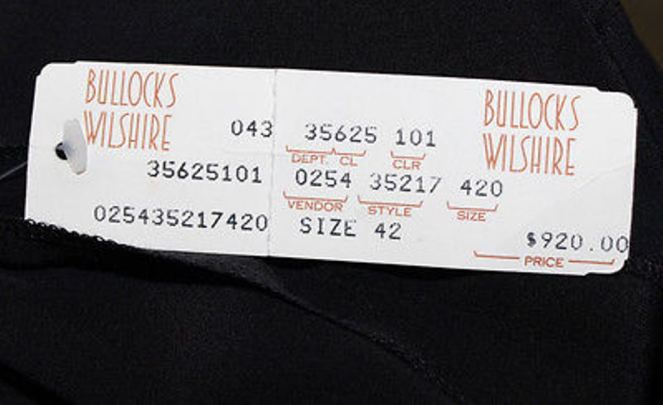 BULLOCKS
WILSHIRE
043
35625101
025435217420
35625 101
DEPT. CL CLR
0254 35217 420
VENDOR STYLE SIZE
SIZE 42
BULLOCKS
WILSHIRE
$920.00
PRICE